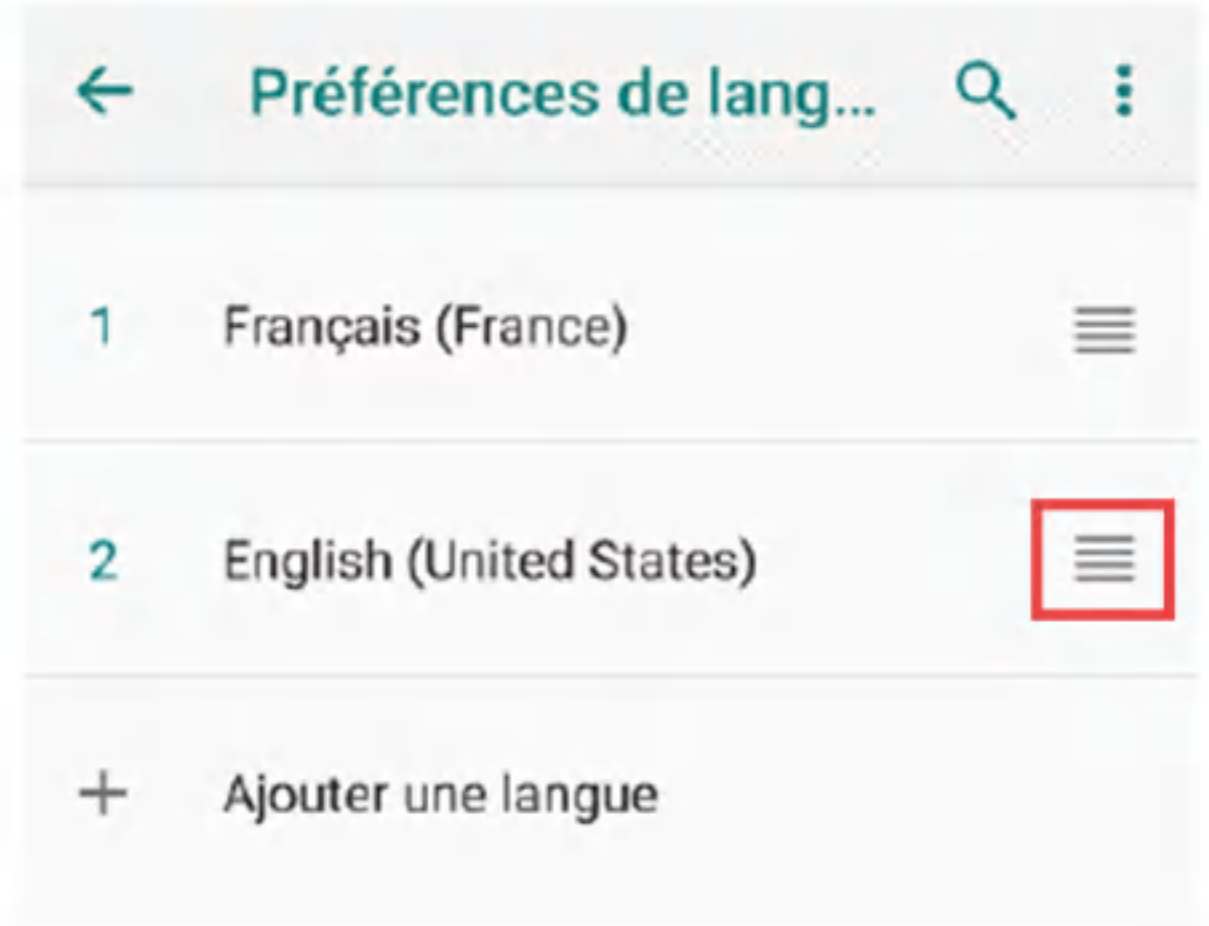 Préférences de lang...
1 Français (France)
2 English (United States)
+ Ajouter une langue